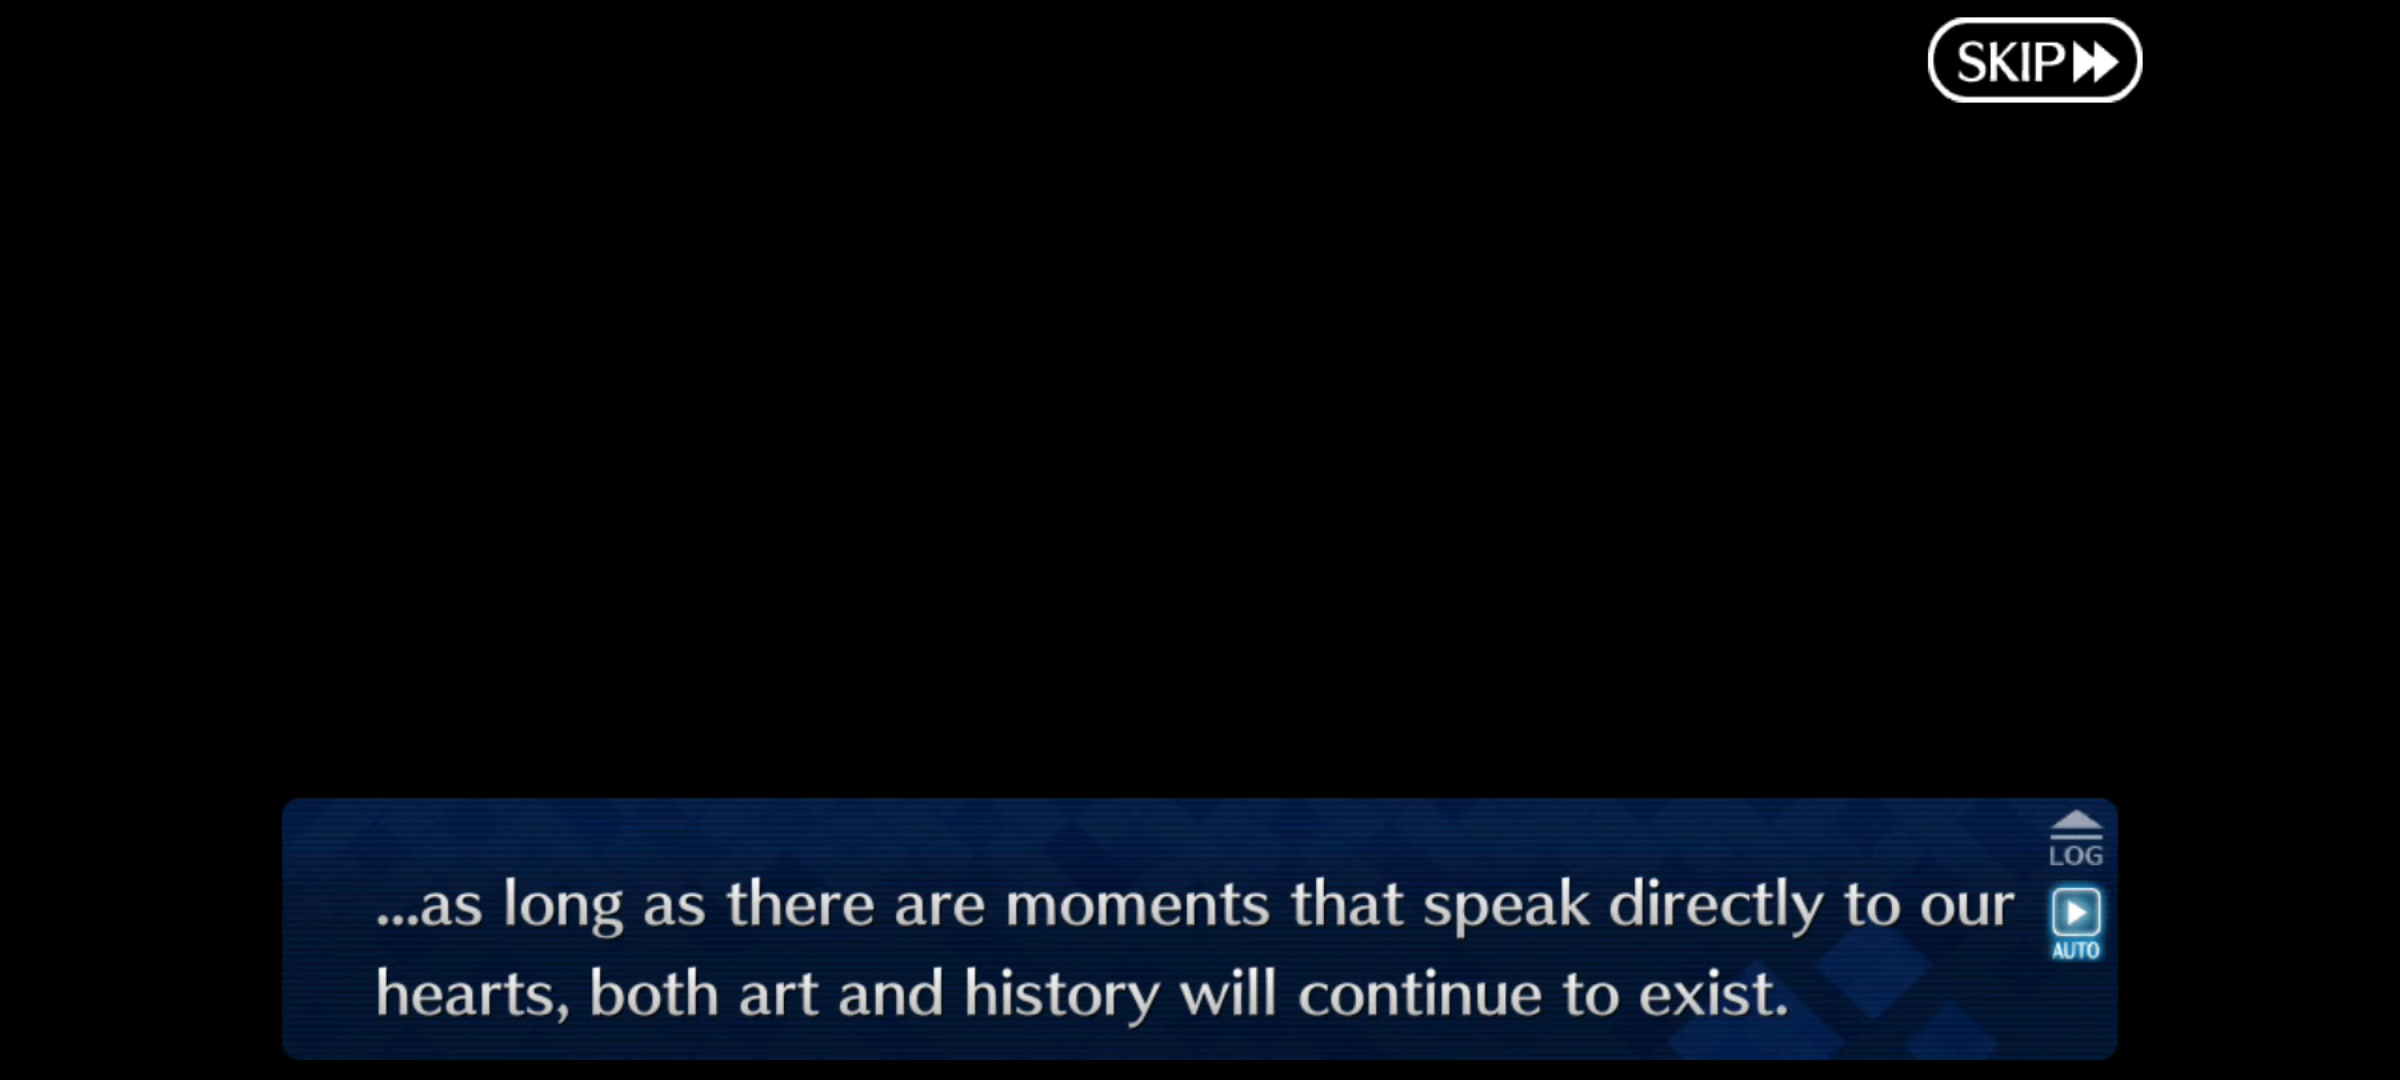 SKIP
LOG
...as long as there are moments that speak directly to our
AUTO
hearts, both art and history will continue to exist.